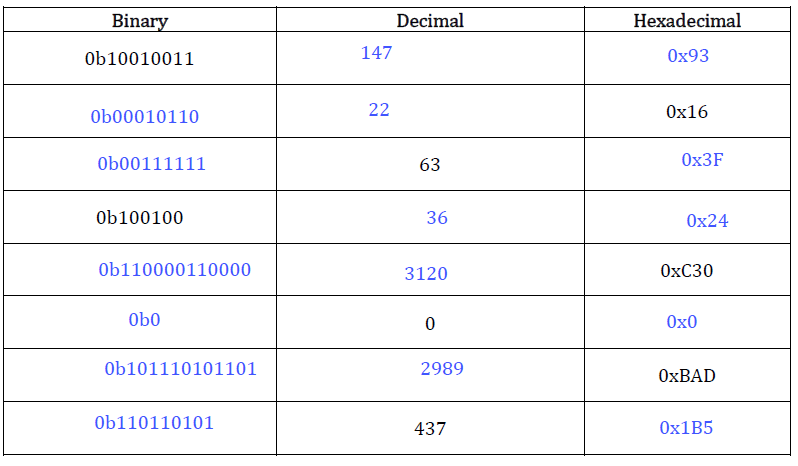 Binary Decimal Hexadecimal
0b10010011 147 0x93
0b00010110 22 0x16
0b00111111 63 0x3F
0b100100 36 0x24
0b110000110000 3120 0xC30
0b0 0 0x0
0b101110101101 2989 0xBAD
0b110110101 437 0x1B5